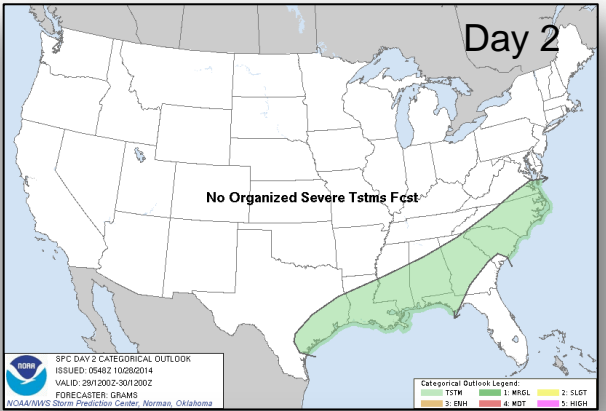 Day 2
No Organized Severe Tstms Fcst
NOAA
SPC DAY 2 CATEGORICAL OUTLOOK
ISSUED: 0548Z 10/28/2014
VALID: 29/1200Z-30/1200Z
FORECASTER: GRAMS
NOAA/NWS Storm Prediction Center, Norman, Oklahoma
Categorical Outlook Legend:
TSTM 1: MRGL 2: SLGT
3: ENH 4: MDT 5: HIGH